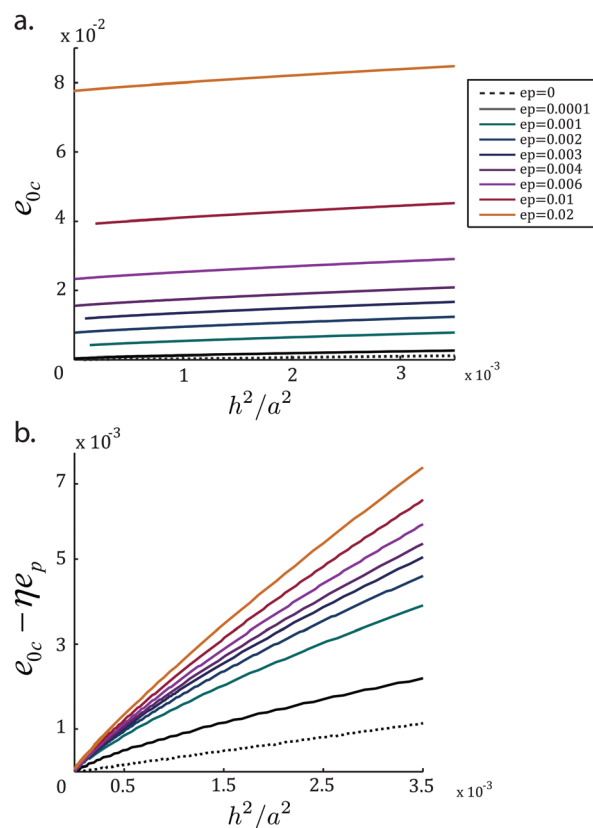 a.
x 10⁻²
8
6
4
2
0
1
2
3
x 10⁻³
e₀c
h²/a²
ep=0
ep=0.0001
ep=0.001
ep=0.002
ep=0.003
ep=0.004
ep=0.006
ep=0.01
ep=0.02
b.
x 10⁻³
7
5
3
1
0
0.5
1.5
2.5
3.5
x 10⁻³
e₀c − ηeₚ
h²/a²